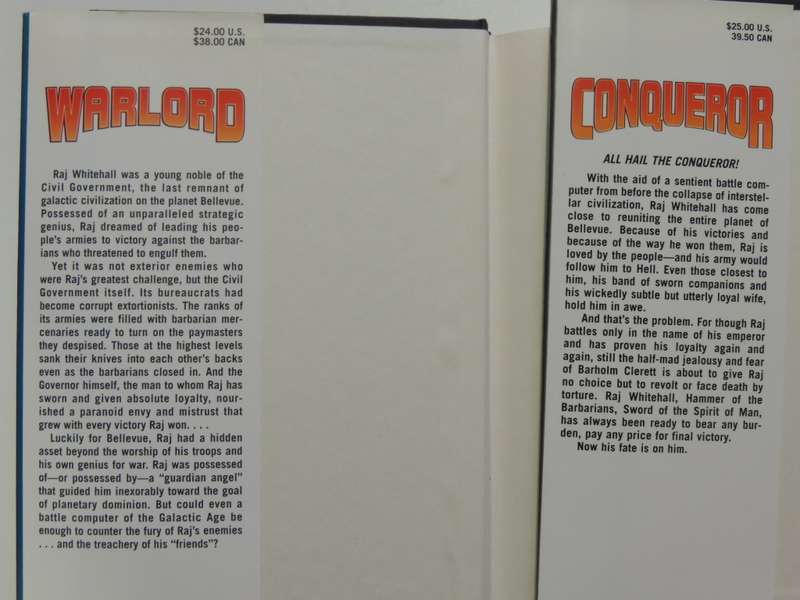 $24.00 U.S.
$38.00 CAN
WARLORD
Raj Whitehall was a young noble of the
Civil Government, the last remnant of
galactic civilization on the planet Bellevue.
Possessed of an unparalleled strategic
genius, Raj dreamed of leading his peo-
ple's armies to victory against the barbar-
ians who threatened to engulf them.
Yet it was not exterior enemies who
were Raj's greatest challenge, but the Civil
Government itself. Its bureaucrats had
become corrupt extortionists. The ranks of
its armies were filled with barbarian mer-
cenaries ready to turn on the paymasters
they despised. Those at the highest levels
sank their knives into each other's backs
even as the barbarians closed in. And the
Governor himself, the man to whom Raj has
sworn and given absolute loyalty, nour-
ished a paranoid envy and mistrust that
grew with every victory Raj won. . . .
Luckily for Bellevue, Raj had a hidden
asset beyond the worship of his troops and
his own genius for war. Raj was possessed
of—or possessed by—a "guardian angel"
that guided him inexorably toward the goal
of planetary dominion. But could even a
battle computer of the Galactic Age be
enough to counter the fury of Raj's enemies
. . . and the treachery of his "friends"?
$25.00 U.S.
39.50 CAN
CONQUEROR
ALL HAIL THE CONQUEROR!
With the aid of a sentient battle com-
puter from before the collapse of interstel-
lar civilization, Raj Whitehall has come
close to reuniting the entire planet of
Bellevue. Because of his victories and
because of the way he won them, Raj is
loved by the people—and his army would
follow him to Hell. Even those closest to
him, his band of sworn companions and
his wickedly subtle but utterly loyal wife,
hold him in awe.
And that's the problem. For though Raj
battles only in the name of his emperor
and has proven his loyalty again and
again, still the half-mad jealousy and fear
of Barholm Clerett is about to give Raj
no choice but to revolt or face death by
torture. Raj Whitehall, Hammer of the
Barbarians, Sword of the Spirit of Man,
has always been ready to bear any bur-
den, pay any price for final victory.
Now his fate is on him.